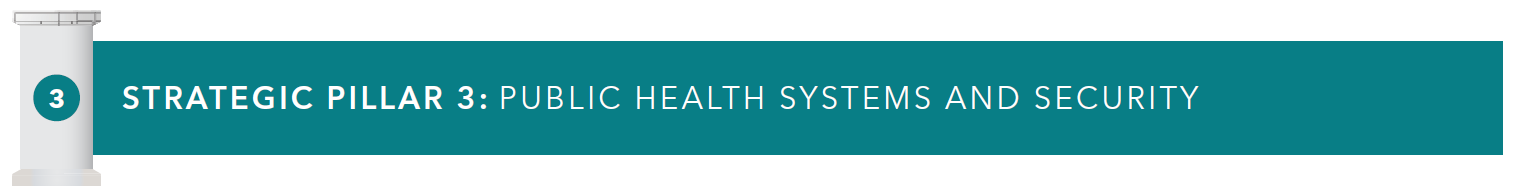 3
STRATEGIC PILLAR 3: PUBLIC HEALTH SYSTEMS AND SECURITY